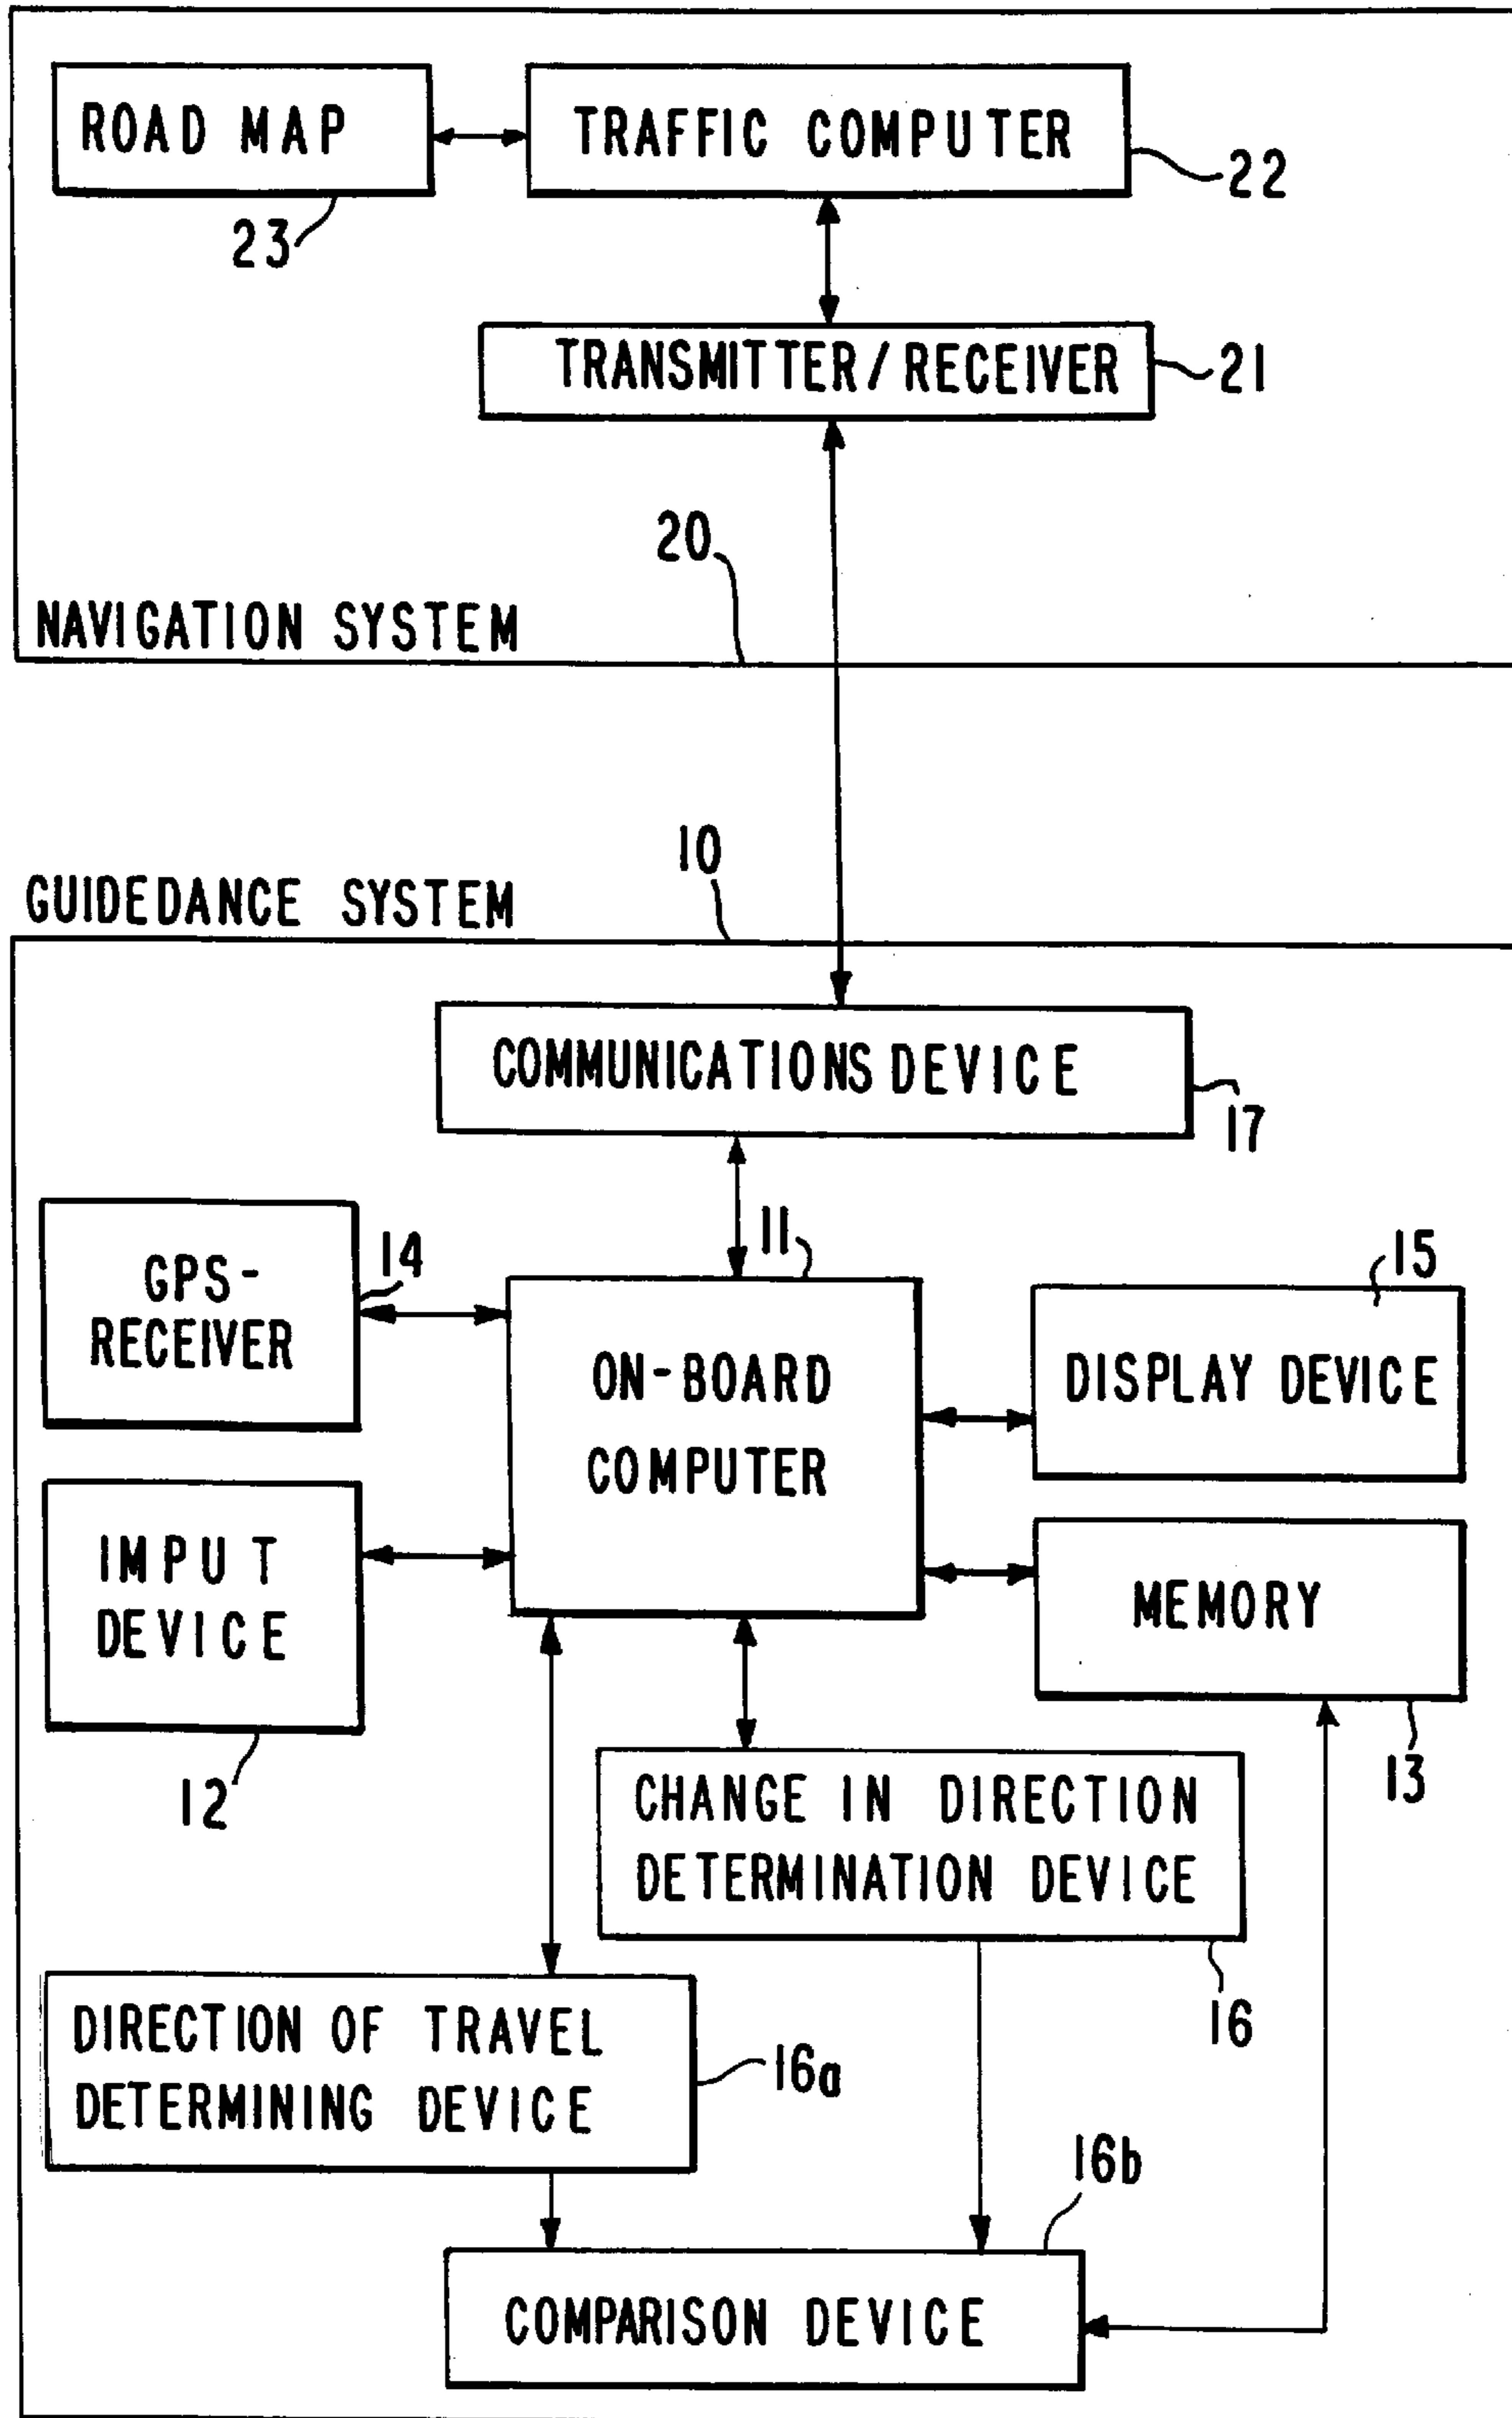 ROAD MAP
TRAFFIC COMPUTER
22
23
TRANSMITTER/RECEIVER
21
20
NAVIGATION SYSTEM
10
GUIDEDANCE SYSTEM
COMMUNICATIONS DEVICE
17
11
GPS-
RECEIVER
14
15
ON-BOARD
COMPUTER
DISPLAY DEVICE
IMPUT
DEVICE
MEMORY
12
13
CHANGE IN DIRECTION
DETERMINATION DEVICE
16
DIRECTION OF TRAVEL
DETERMINING DEVICE
16a
16b
COMPARISON DEVICE